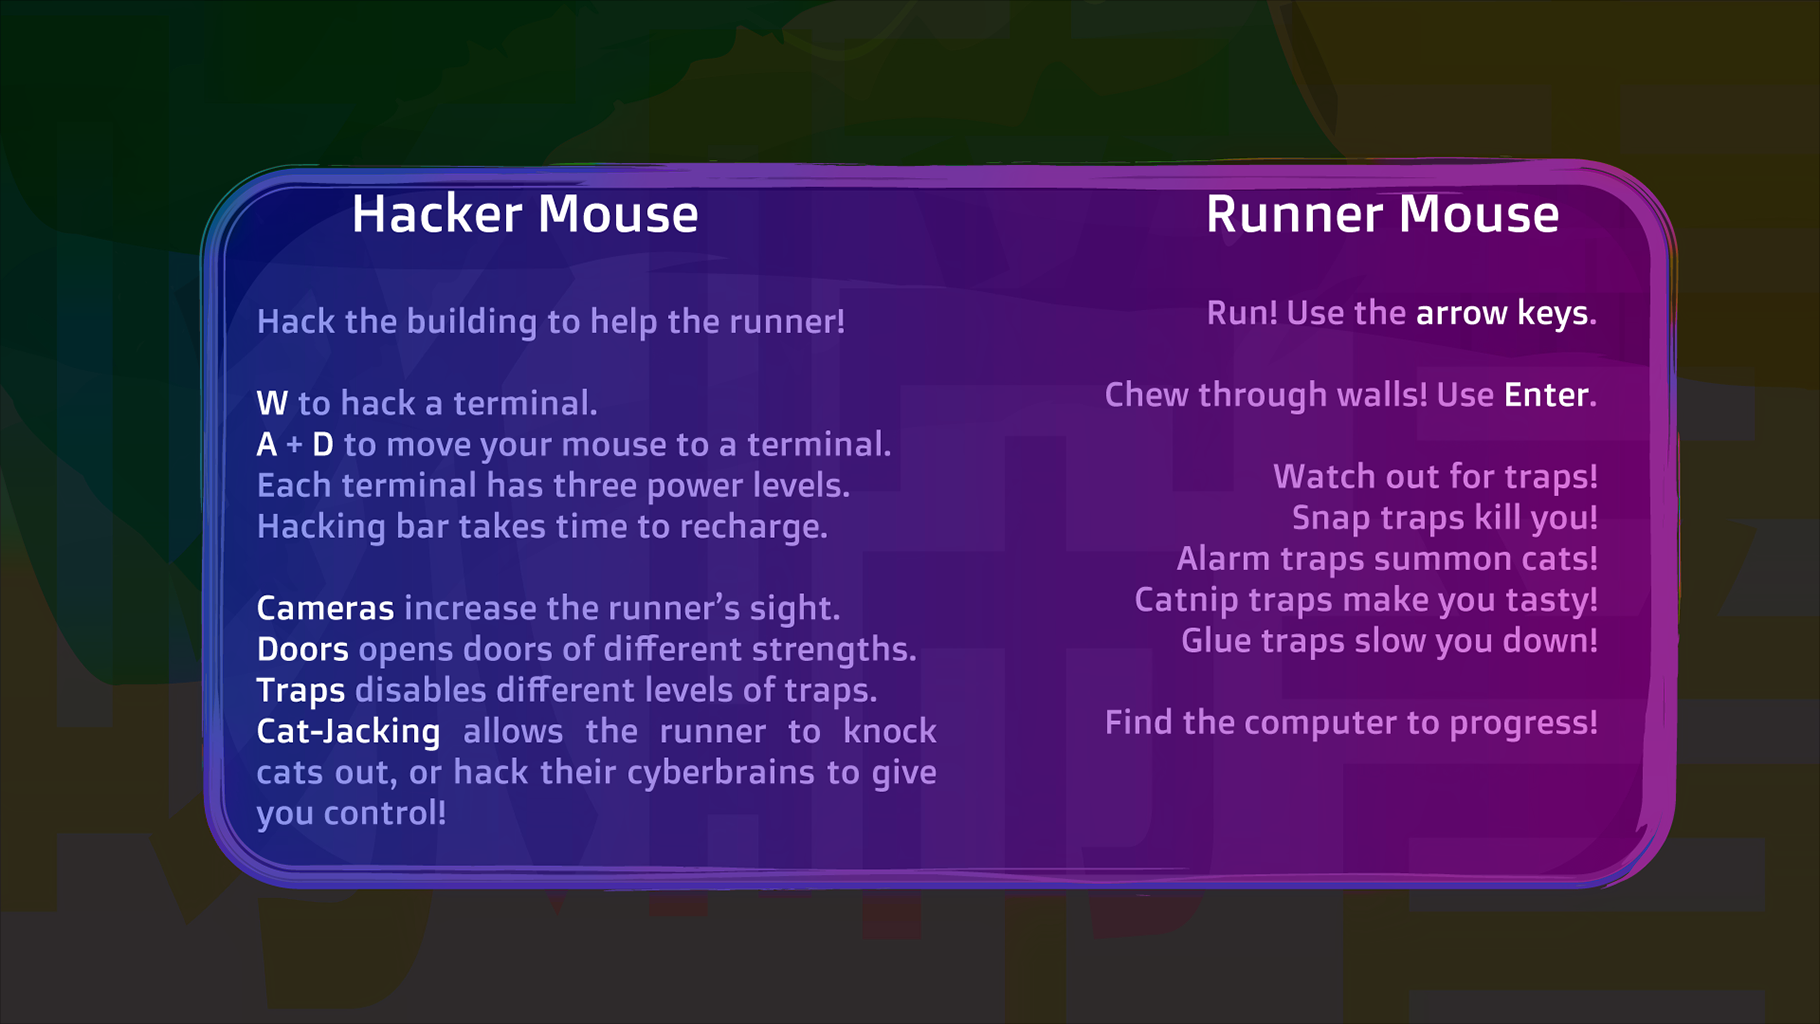 Hacker Mouse
Hack the building to help the runner!
W to hack a terminal.
A + D to move your mouse to a terminal.
Each terminal has three power levels.
Hacking bar takes time to recharge.
Cameras increase the runner’s sight.
Doors opens doors of different strengths.
Traps disables different levels of traps.
Cat-Jacking allows the runner to knock
cats out, or hack their cyberbrains to give
you control!
Runner Mouse
Run! Use the arrow keys.
Chew through walls! Use Enter.
Watch out for traps!
Snap traps kill you!
Alarm traps summon cats!
Catnip traps make you tasty!
Glue traps slow you down!
Find the computer to progress!